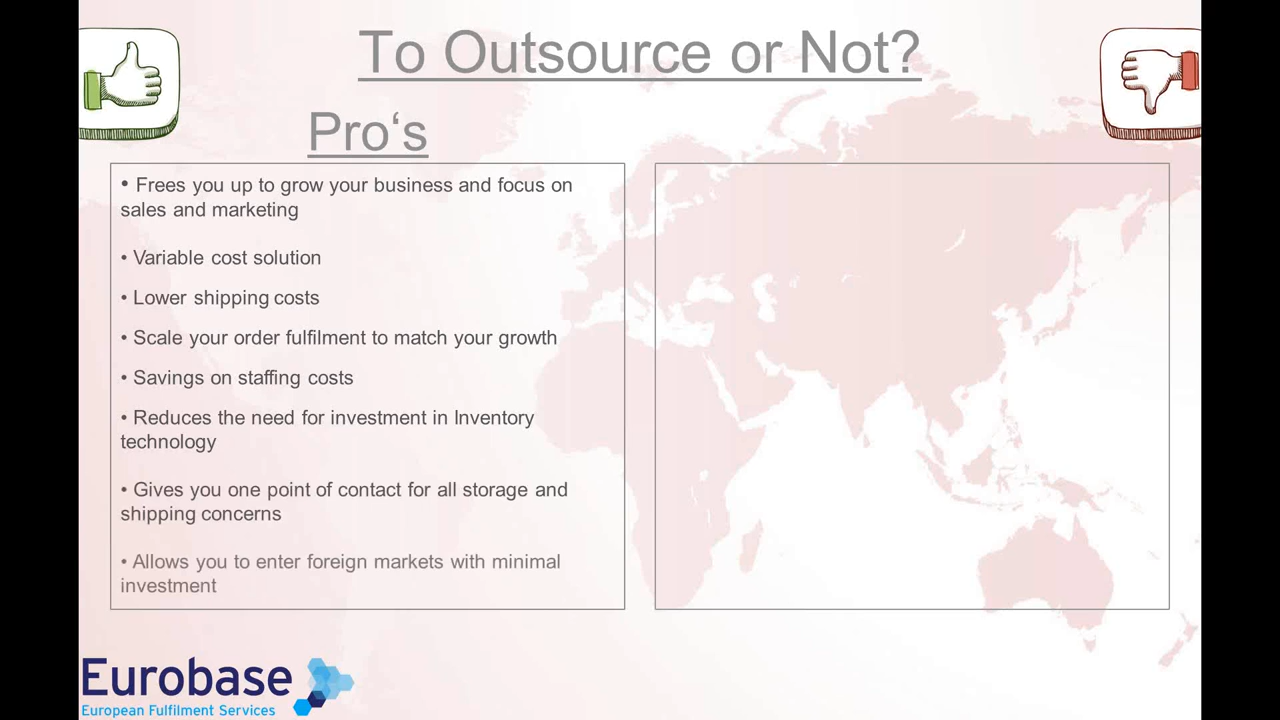 To Outsource or Not?
Pro‘s
• Frees you up to grow your business and focus on
sales and marketing
• Variable cost solution
• Lower shipping costs
• Scale your order fulfilment to match your growth
• Savings on staffing costs
• Reduces the need for investment in Inventory
technology
• Gives you one point of contact for all storage and
shipping concerns
• Allows you to enter foreign markets with minimal
investment
Eurobase
European Fulfilment Services